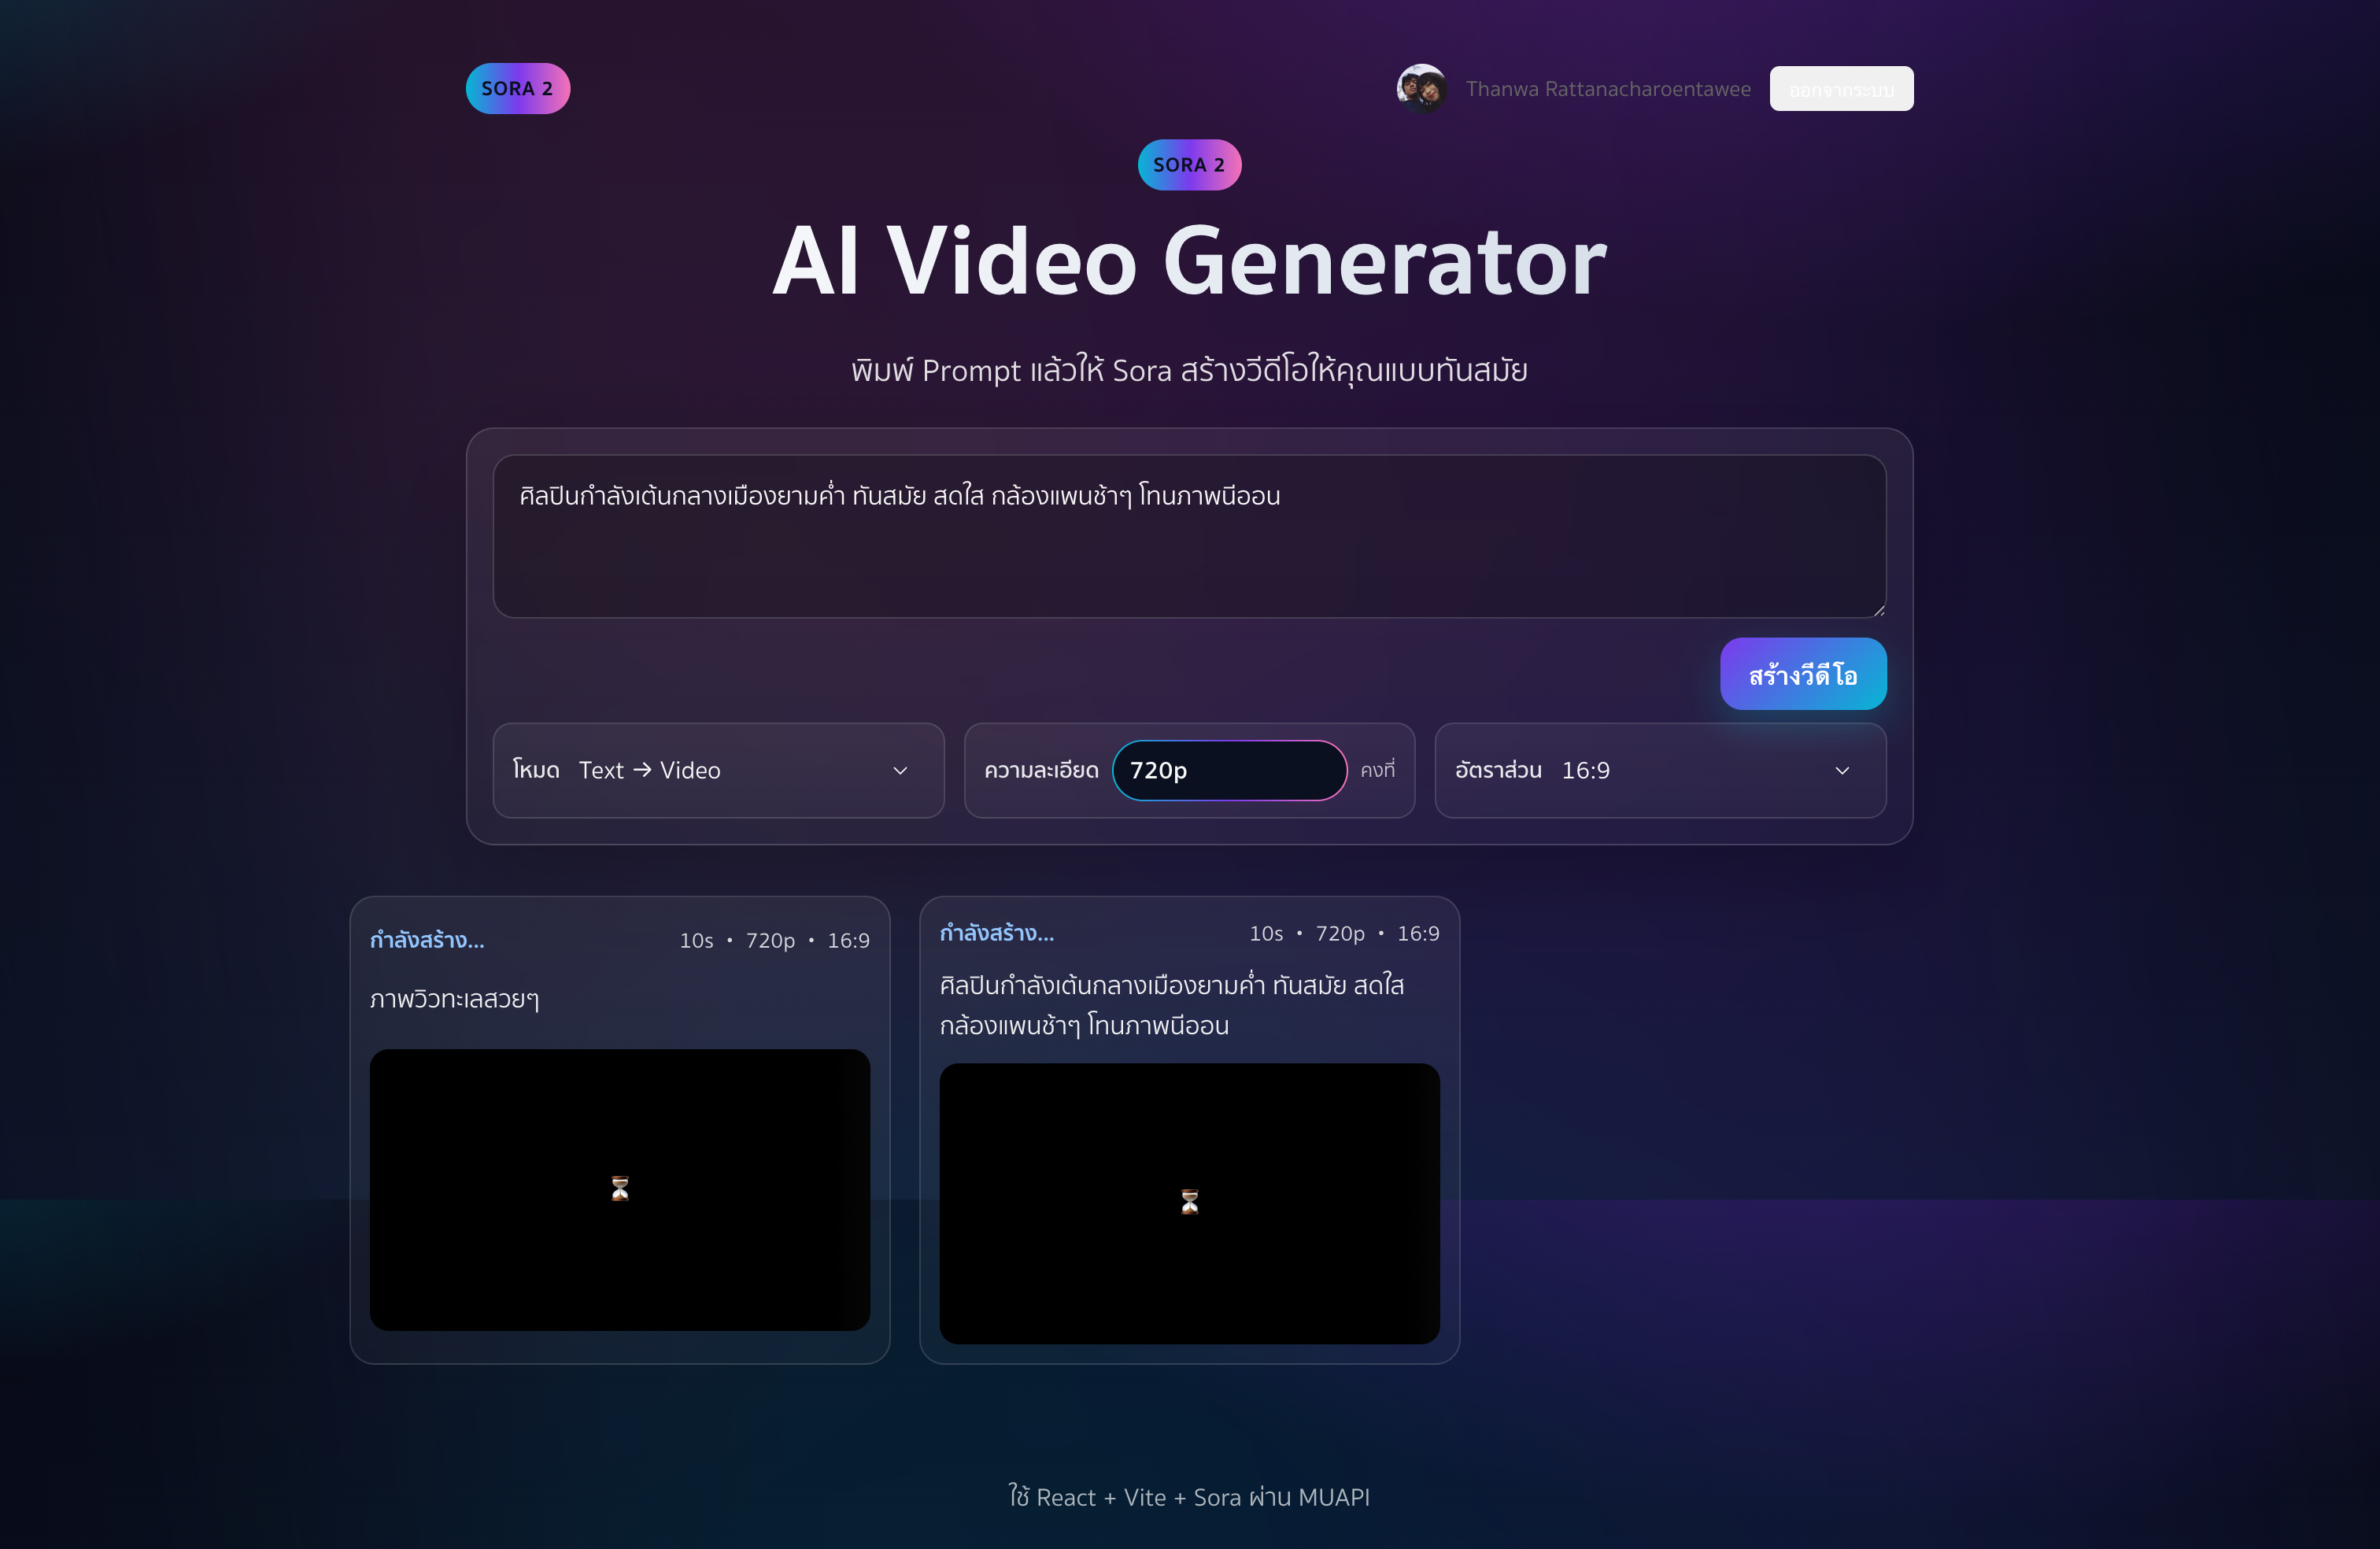 SORA 2
Thanwa Rattanacharoentawee
ออกจากระบบ
SORA 2
AI Video Generator
พิมพ์ Prompt แล้วให้ Sora สร้างวีดีโอให้คุณแบบทันสมัย
ศิลปินกำลังเต้นกลางเมืองยามค่ำ ทันสมัย สดใส กล้องแพนช้าๆ โทนภาพนีออน
สร้างวีดีโอ
โหมด Text → Video
ความละเอียด 720p คงที่
อัตราส่วน 16:9
กำลังสร้าง... 10s • 720p • 16:9
ภาพวิวทะเลสวยๆ
กำลังสร้าง... 10s • 720p • 16:9
ศิลปินกำลังเต้นกลางเมืองยามค่ำ ทันสมัย สดใส
กล้องแพนช้าๆ โทนภาพนีออน
ใช้ React + Vite + Sora ผ่าน MUAPI